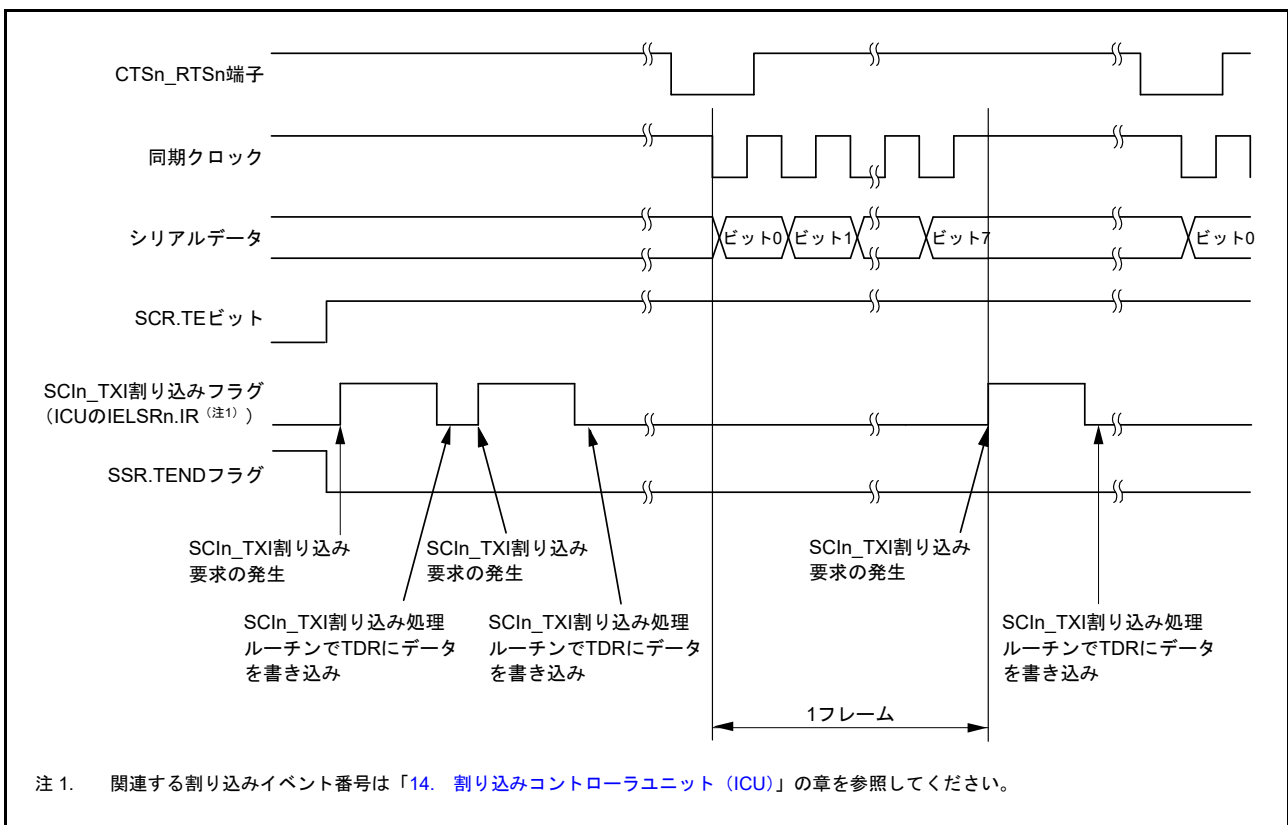 CTSn_RTSn端子
同期クロック
シリアルデータ
ビット0
ビット1
ビット7
ビット0
SCR.TEビット
SCIn_TXI割り込みフラグ
(ICUのIELSRn.IR(注1))
SSR.TENDフラグ
SCIn_TXI割り込み
要求の発生
SCIn_TXI割り込み
要求の発生
SCIn_TXI割り込み
要求の発生
SCIn_TXI割り込み処理
ルーチンでTDRにデータ
を書き込み
SCIn_TXI割り込み処理
ルーチンでTDRにデータ
を書き込み
SCIn_TXI割り込み処理
ルーチンでTDRにデータ
を書き込み
1フレーム
注 1. 関連する割り込みイベント番号は「14. 割り込みコントローラユニット(ICU)」の章を参照してください。